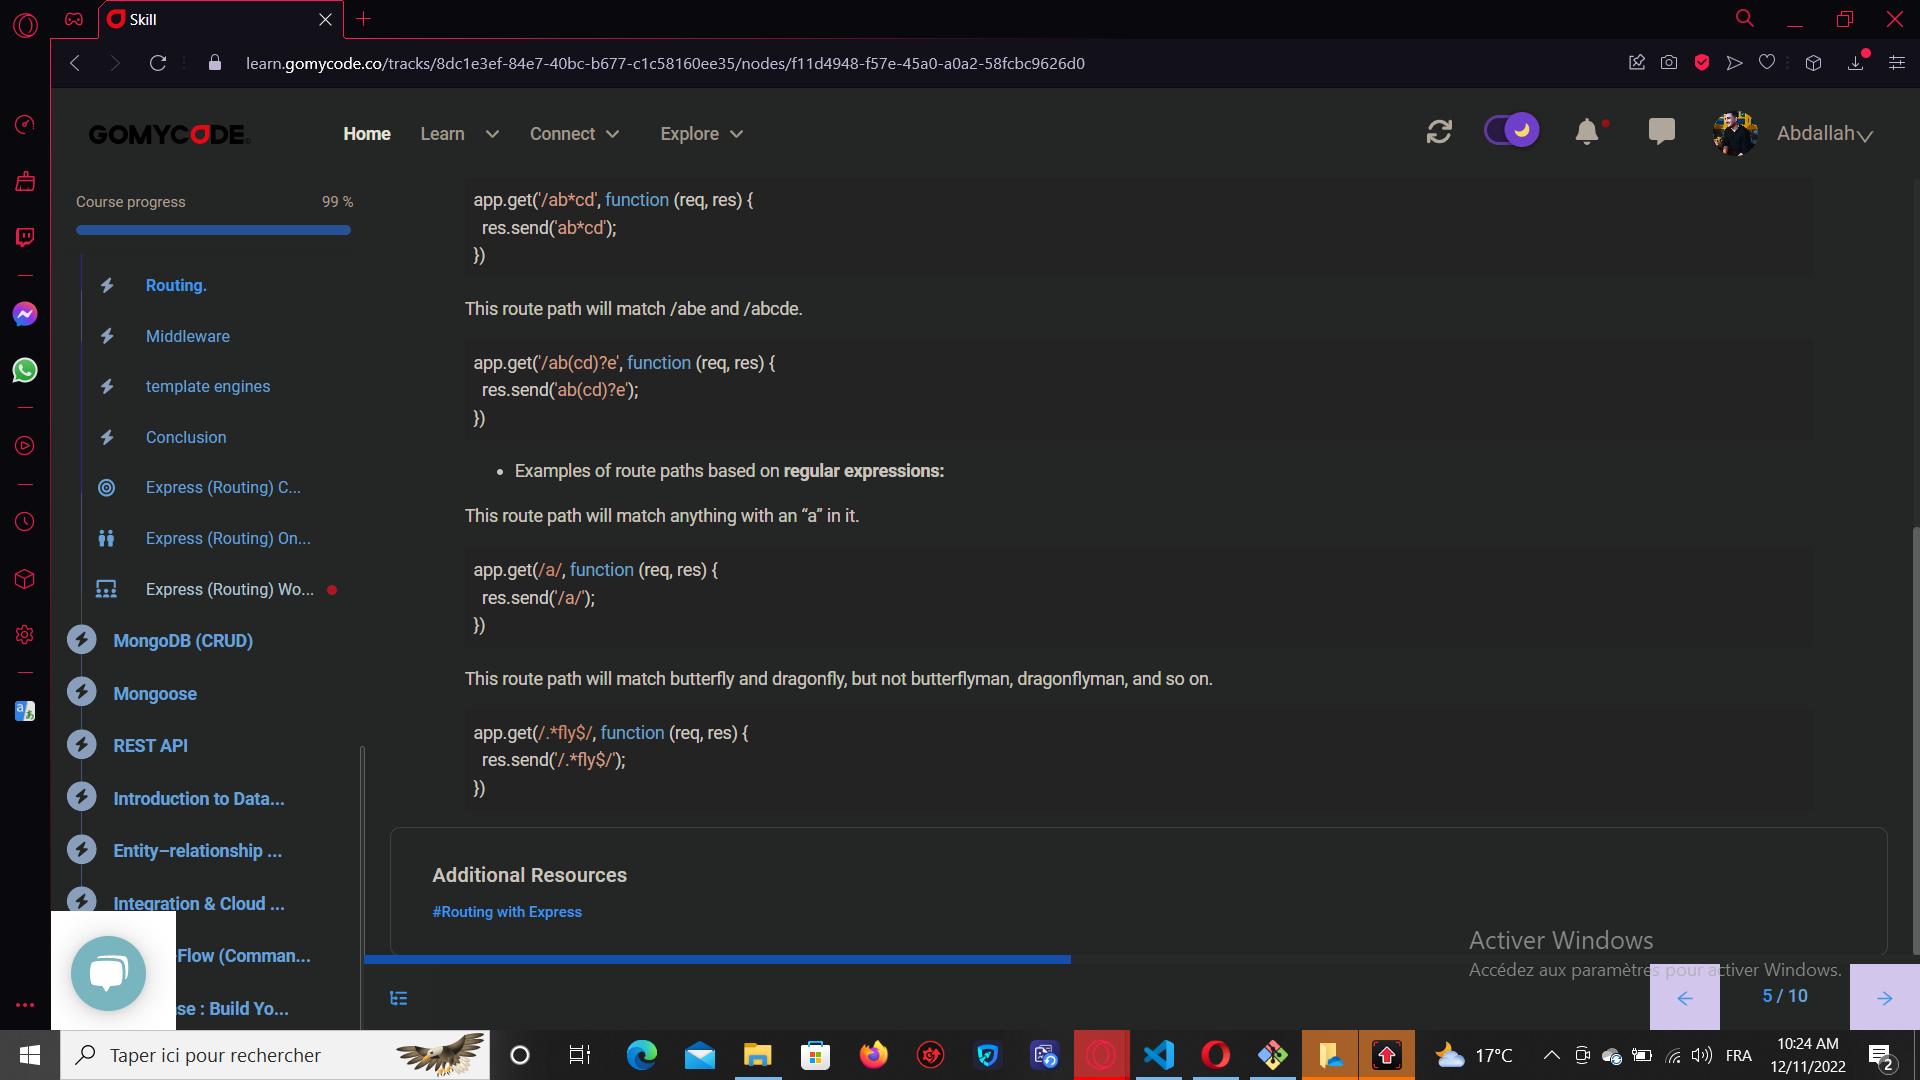 Skill
learn.gomycode.co/tracks/8dc1e3ef-84e7-40bc-b677-c1c58160ee35/nodes/f11d4948-f57e-45a0-a0a2-58fcbc9626d0
GOMYCODE
Home
Learn
Connect
Explore
Abdallah
Course progress
99 %
Routing.
Middleware
template engines
Conclusion
Express (Routing) C...
Express (Routing) On...
Express (Routing) Wo...
MongoDB (CRUD)
Mongoose
REST API
Introduction to Data...
Entity–relationship ...
Integration & Cloud ...
Flow (Comman...
se : Build Yo...
app.get('/ab*cd', function (req, res) {
res.send('ab*cd');
})
This route path will match /abe and /abcde.
app.get('/ab(cd)?e', function (req, res) {
res.send('ab(cd)?e');
})
• Examples of route paths based on regular expressions:
This route path will match anything with an “a” in it.
app.get(/a/, function (req, res) {
res.send('/a/');
})
This route path will match butterfly and dragonfly, but not butterflyman, dragonflyman, and so on.
app.get(/.*fly$/, function (req, res) {
res.send('/.*fly$/');
})
Additional Resources
#Routing with Express
Activer Windows
Accédez aux paramètres pour activer Windows.
5 / 10
Taper ici pour rechercher
17°C
FRA
10:24 AM
12/11/2022
2